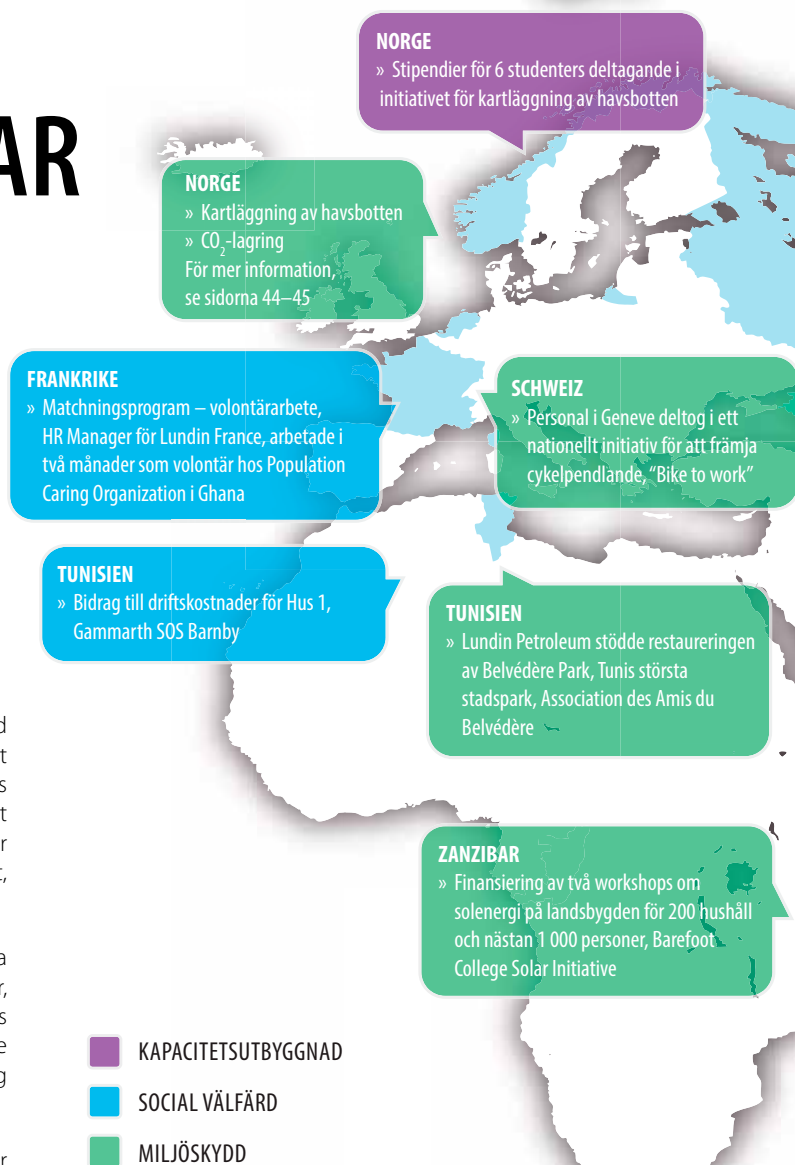 AR
NORGE
» Stipendier för 6 studenters deltagande i
initiativet för kartläggning av havsbotten
NORGE
» Kartläggning av havsbotten
» CO₂-lagring
För mer information,
se sidorna 44–45
FRANKRIKE
» Matchningsprogram – volontärarbete,
HR Manager för Lundin France, arbetade i
två månader som volontär hos Population
Caring Organization i Ghana
SCHWEIZ
» Personal i Geneve deltog i ett
nationellt initiativ för att främja
cykelpendlande, ”Bike to work”
TUNISIEN
» Bidrag till driftskostnader för Hus 1,
Gammarth SOS Barnby
TUNISIEN
» Lundin Petroleum stödde restaureringen
av Belvédère Park, Tunis största
stadspark, Association des Amis du
Belvédère
ZANZIBAR
» Finansiering av två workshops om
solenergi på landsbygden för 200 hushåll
och nästan 1 000 personer, Barefoot
College Solar Initiative
KAPACITETSUTBYGGNAD
SOCIAL VÄLFÄRD
MILJÖSKYDD